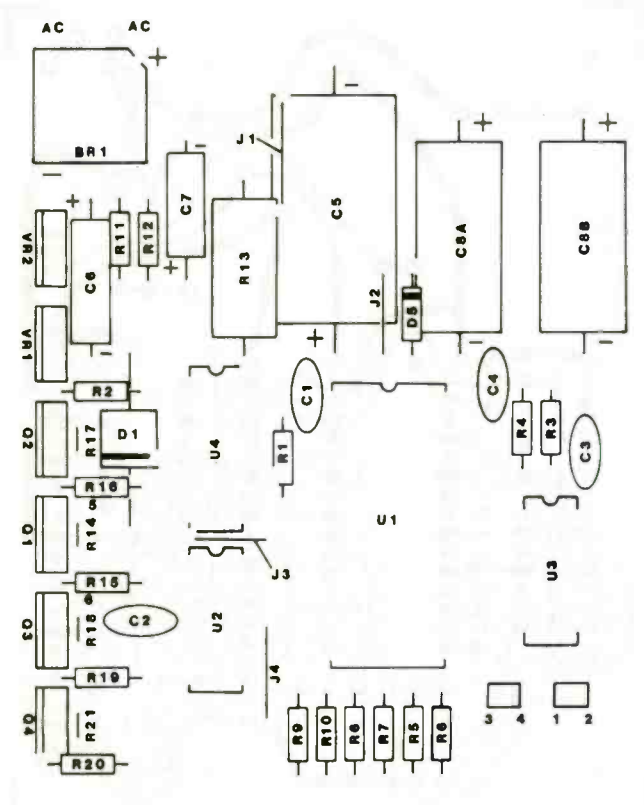 AC AC
+
BR1
−
−
J1
C5
+
C8A
−
+
C8B
−
C7
+
R11
R12
+
C6
−
VR2
VR1
R13
+
J2
D5
−
R2
C1
C4
Q2
R17
D1
U4
R1
R4
R3
C3
R16
5
Q1
R14
U1
U3
J3
R15
6
Q3
R18
C2
U2
J4
R19
Q4
R21
R20
R9
R10
R6
R7
R5
R8
3 4 1 2